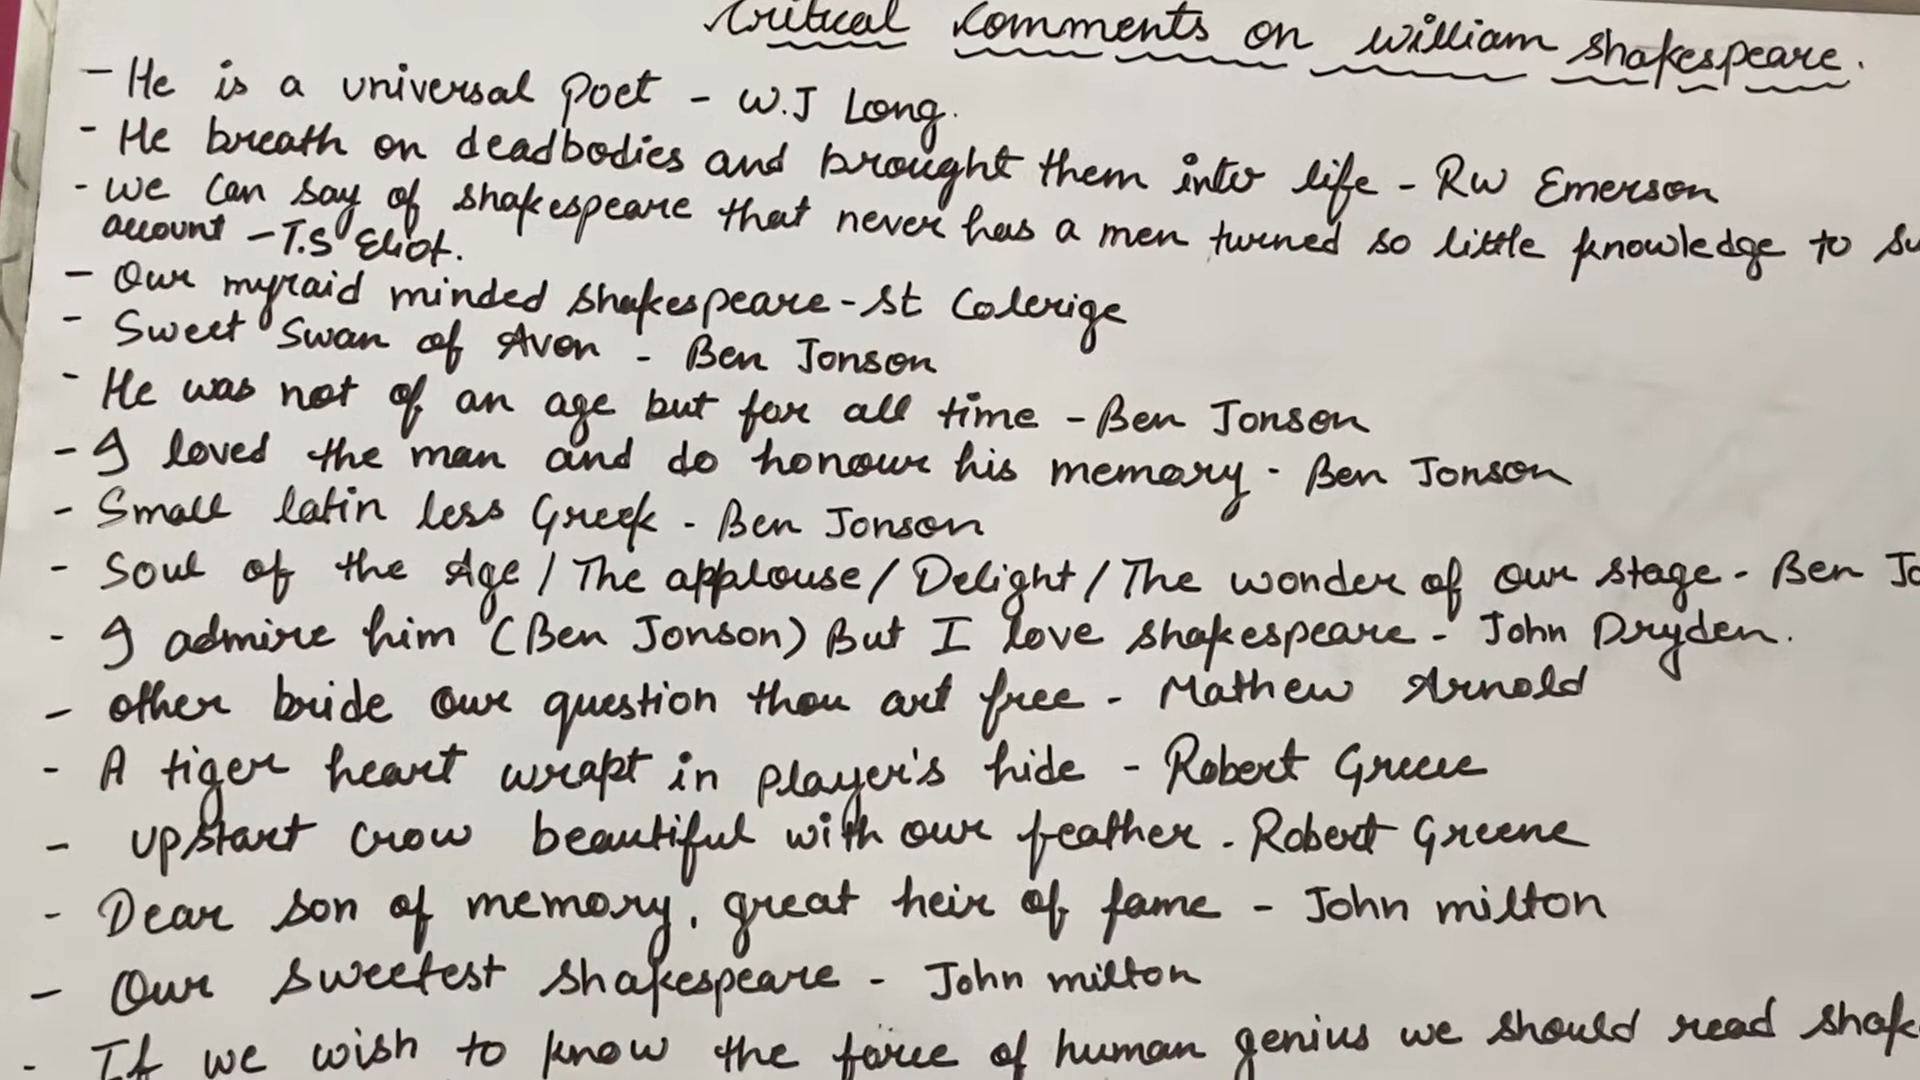 Critical Comments on William Shakespeare.
- He is a universal Poet - W.J Long.
- He breath on deadbodies and brought them into life - RW Emerson
- we can say of shakespeare that never has a men turned so little knowledge to
account - T.S Eliot.
- Our myraid minded shakespeare - st Colerige
- Sweet Swan of Avon - Ben Jonson
- He was not of an age but for all time - Ben Jonson
- I loved the man and do honour his memory - Ben Jonson
- Small latin less Greek - Ben Jonson
- Soul of the Age / The applouse / Delight / The wonder of our stage - Ben Jo
- I admire him (Ben Jonson) But I love shakespeare - John Dryden.
- other bride our question thou art free - Mathew Arnold
- A tiger heart wrapt in player's hide - Robert Greene
- upstart crow beautiful with our feather - Robert Greene
- Dear son of memory, great heir of fame - John milton
- Our sweetest shakespeare - John milton
- If we wish to know the force of human genius we should read shak